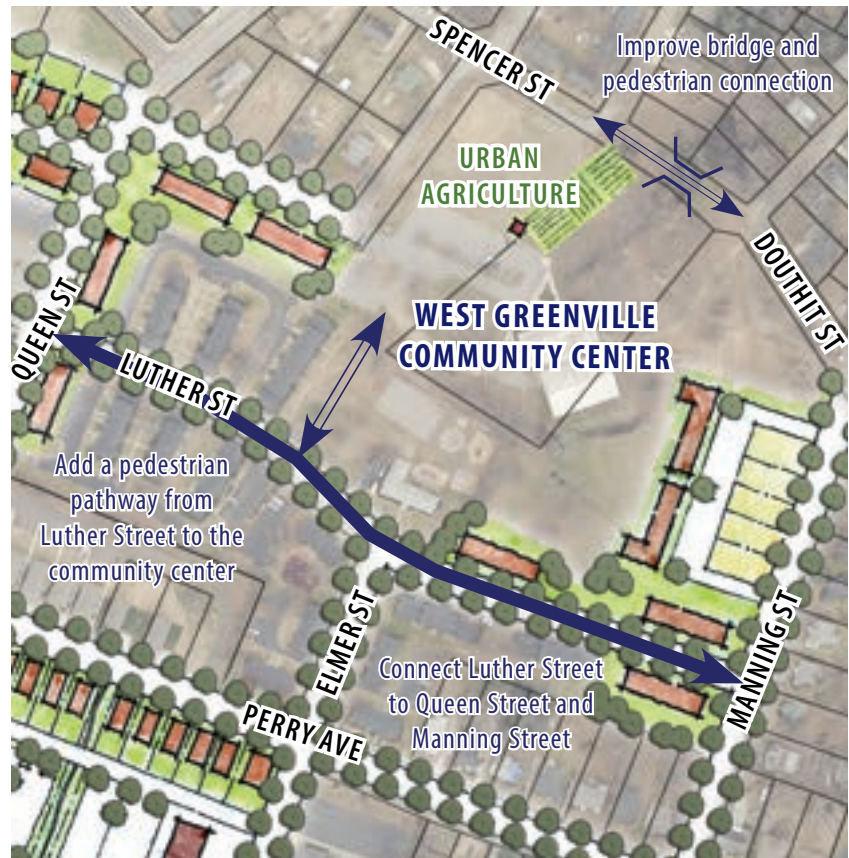 SPENCER ST
Improve bridge and
pedestrian connection
URBAN
AGRICULTURE
DOUTHIT ST
WEST GREENVILLE
COMMUNITY CENTER
QUEEN ST
LUTHER ST
Add a pedestrian
pathway from
Luther Street to the
community center
ELMER ST
Connect Luther Street
to Queen Street and
Manning Street
MANNING ST
PERRY AVE